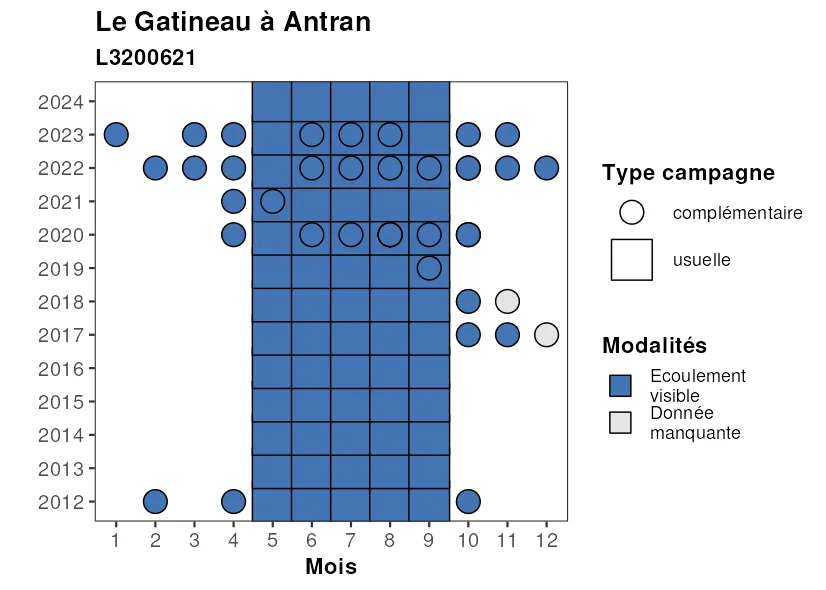 Le Gatineau à Antran
L3200621
2024
2023
2022
2021
2020
2019
2018
2017
2016
2015
2014
2013
2012
1 2 3 4 5 6 7 8 9 10 11 12
Mois
Type campagne
complémentaire
usuelle
Modalités
Ecoulement
visible
Donnée
manquante